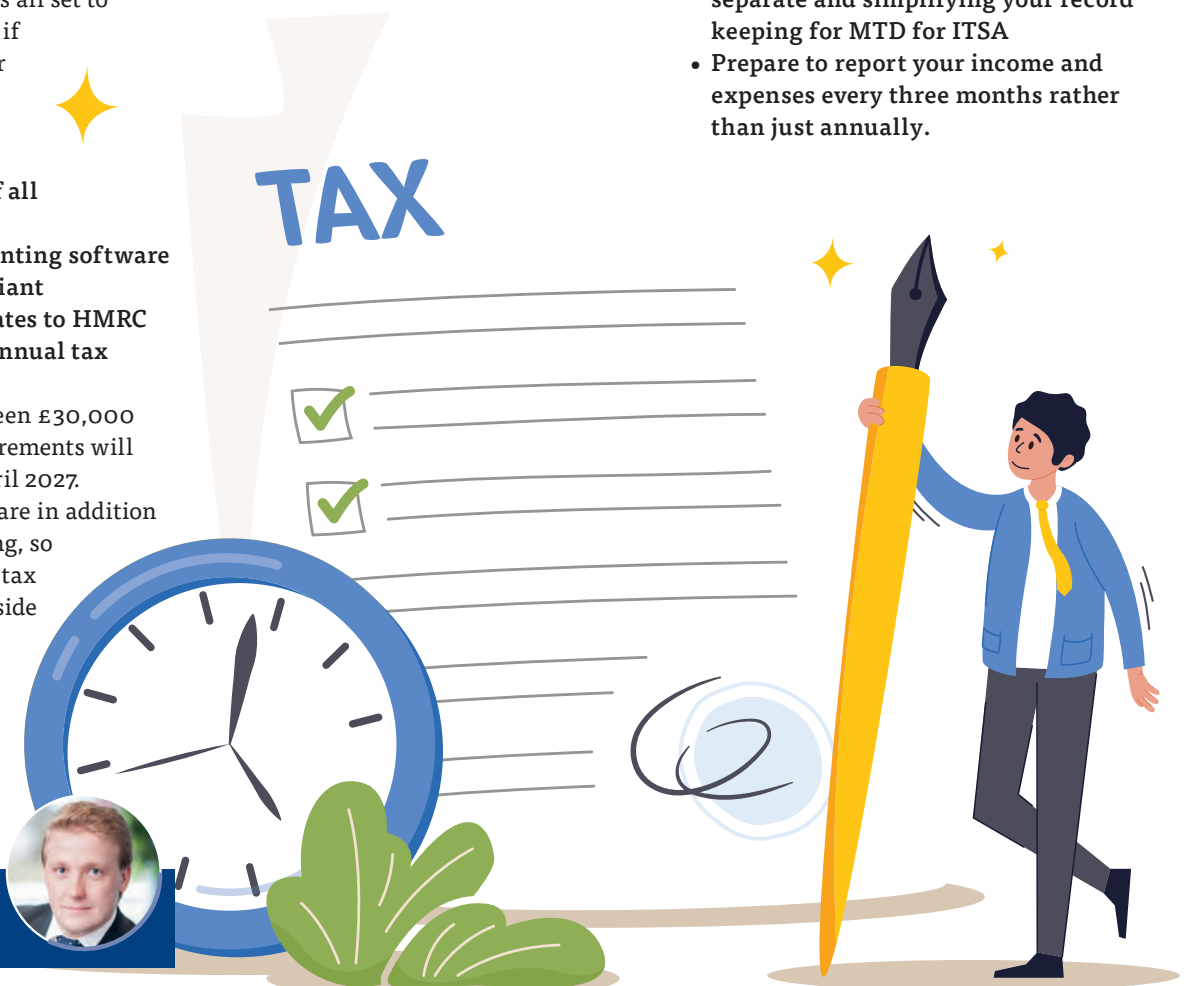 s all set to
if
r
f all
nting software
iant
ates to HMRC
nnual tax
een £30,000
rements will
ril 2027.
are in addition
ng, so
tax
side
separate and simplifying your record
keeping for MTD for ITSA
• Prepare to report your income and
expenses every three months rather
than just annually.
TAX